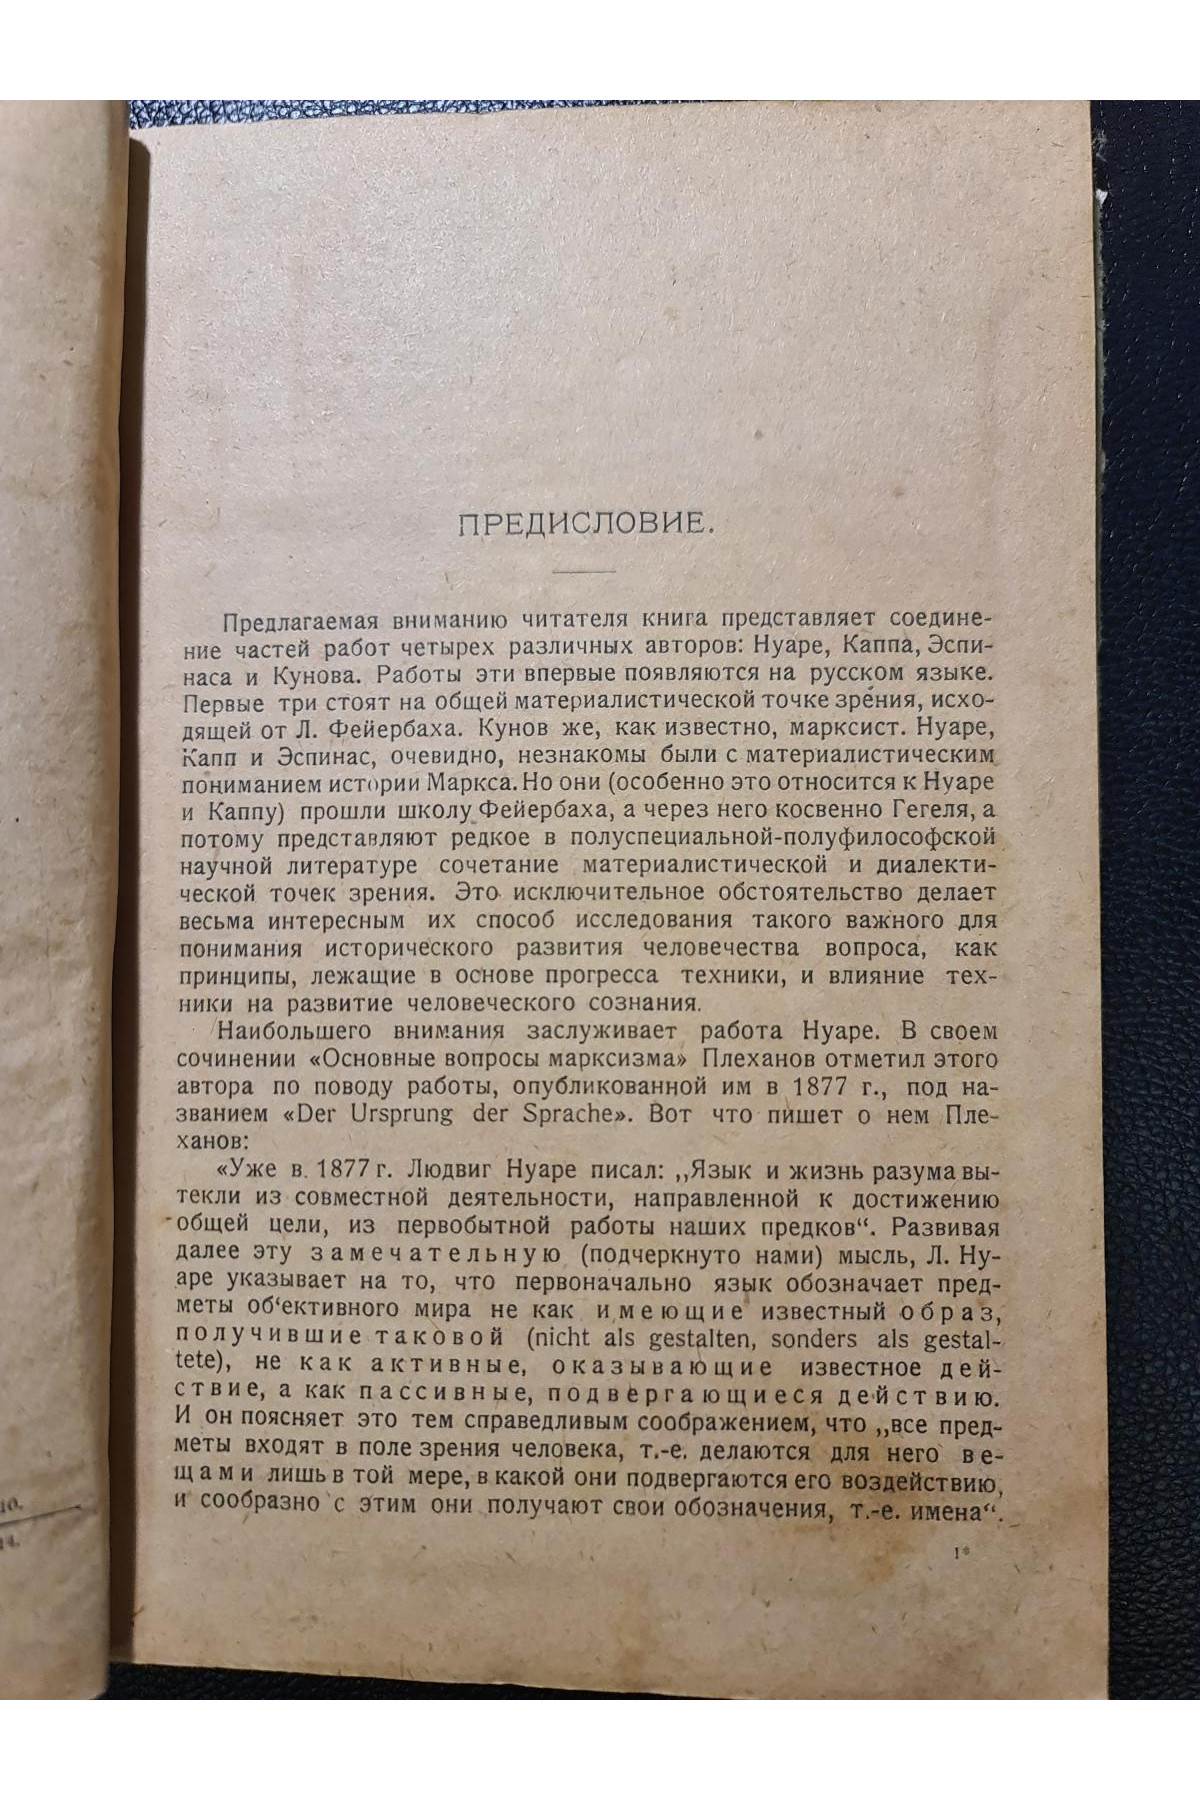 ПРЕДИСЛОВИЕ.
Предлагаемая вниманию читателя книга представляет соедине-
ние частей работ четырех различных авторов: Нуаре, Каппа, Эспи-
наса и Кунова. Работы эти впервые появляются на русском языке.
Первые три стоят на общей материалистической точке зрения, исхо-
дящей от Л. Фейербаха. Кунов же, как известно, марксист. Нуаре,
Капп и Эспинас, очевидно, незнакомы были с материалистическим
пониманием истории Маркса. Но они (особенно это относится к Нуаре
и Каппу) прошли школу Фейербаха, а через него косвенно Гегеля, а
потому представляют редкое в полуспециальной-полуфилософской
научной литературе сочетание материалистической и диалекти-
ческой точек зрения. Это исключительное обстоятельство делает
весьма интересным их способ исследования такого важного для
понимания исторического развития человечества вопроса, как
принципы, лежащие в основе прогресса техники, и влияние тех-
ники на развитие человеческого сознания.
Наибольшего внимания заслуживает работа Нуаре. В своем
сочинении «Основные вопросы марксизма» Плеханов отметил этого
автора по поводу работы, опубликованной им в 1877 г., под на-
званием «Der Ursprung der Sprache». Вот что пишет о нем Пле-
ханов:
«Уже в 1877 г. Людвиг Нуаре писал: „Язык и жизнь разума вы-
текли из совместной деятельности, направленной к достижению
общей цели, из первобытной работы наших предков“. Развивая
далее эту замечательную (подчеркнуто нами) мысль, Л. Ну-
аре указывает на то, что первоначально язык обозначает пред-
меты об‘ективного мира не как имеющие известный образ,
получившие таковой (nicht als gestalten, sonders als gestal-
tete), не как активные, оказывающие известное дей-
ствие, а как пассивные, подвергающиеся действию.
И он поясняет это тем справедливым соображением, что „все пред-
меты входят в поле зрения человека, т.-е. делаются для него ве-
щами лишь в той мере, в какой они подвергаются его воздействию,
и сообразно с этим они получают свои обозначения, т.-е. имена“.
1*
10.
14.